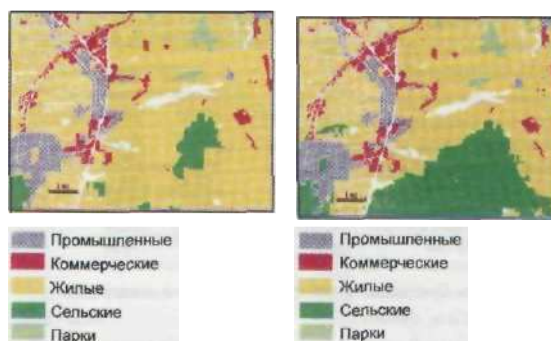 Промышленные
Коммерческие
Жилые
Сельские
Парки
Промышленные
Коммерческие
Жилые
Сельские
Парки